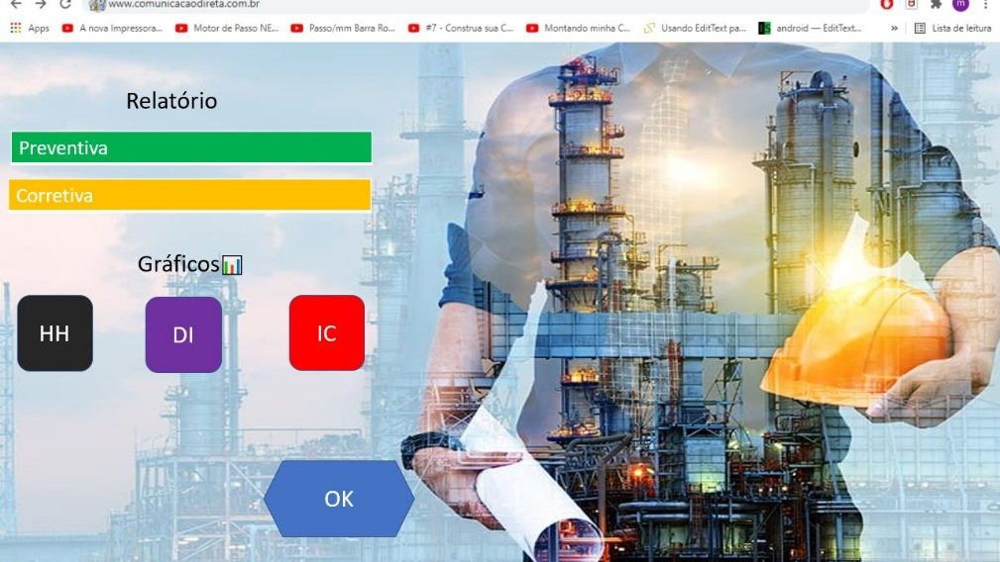 www.comunicacaodireta.com.br
Apps A nova Impressora... Motor de Passo NE... Passo/mm Barra Ro... #7 - Construa sua C... Montando minha C... Usando EditText pa... android — EditText... » Lista de leitura
Relatório
Preventiva
Corretiva
Gráficos
HH DI IC
OK